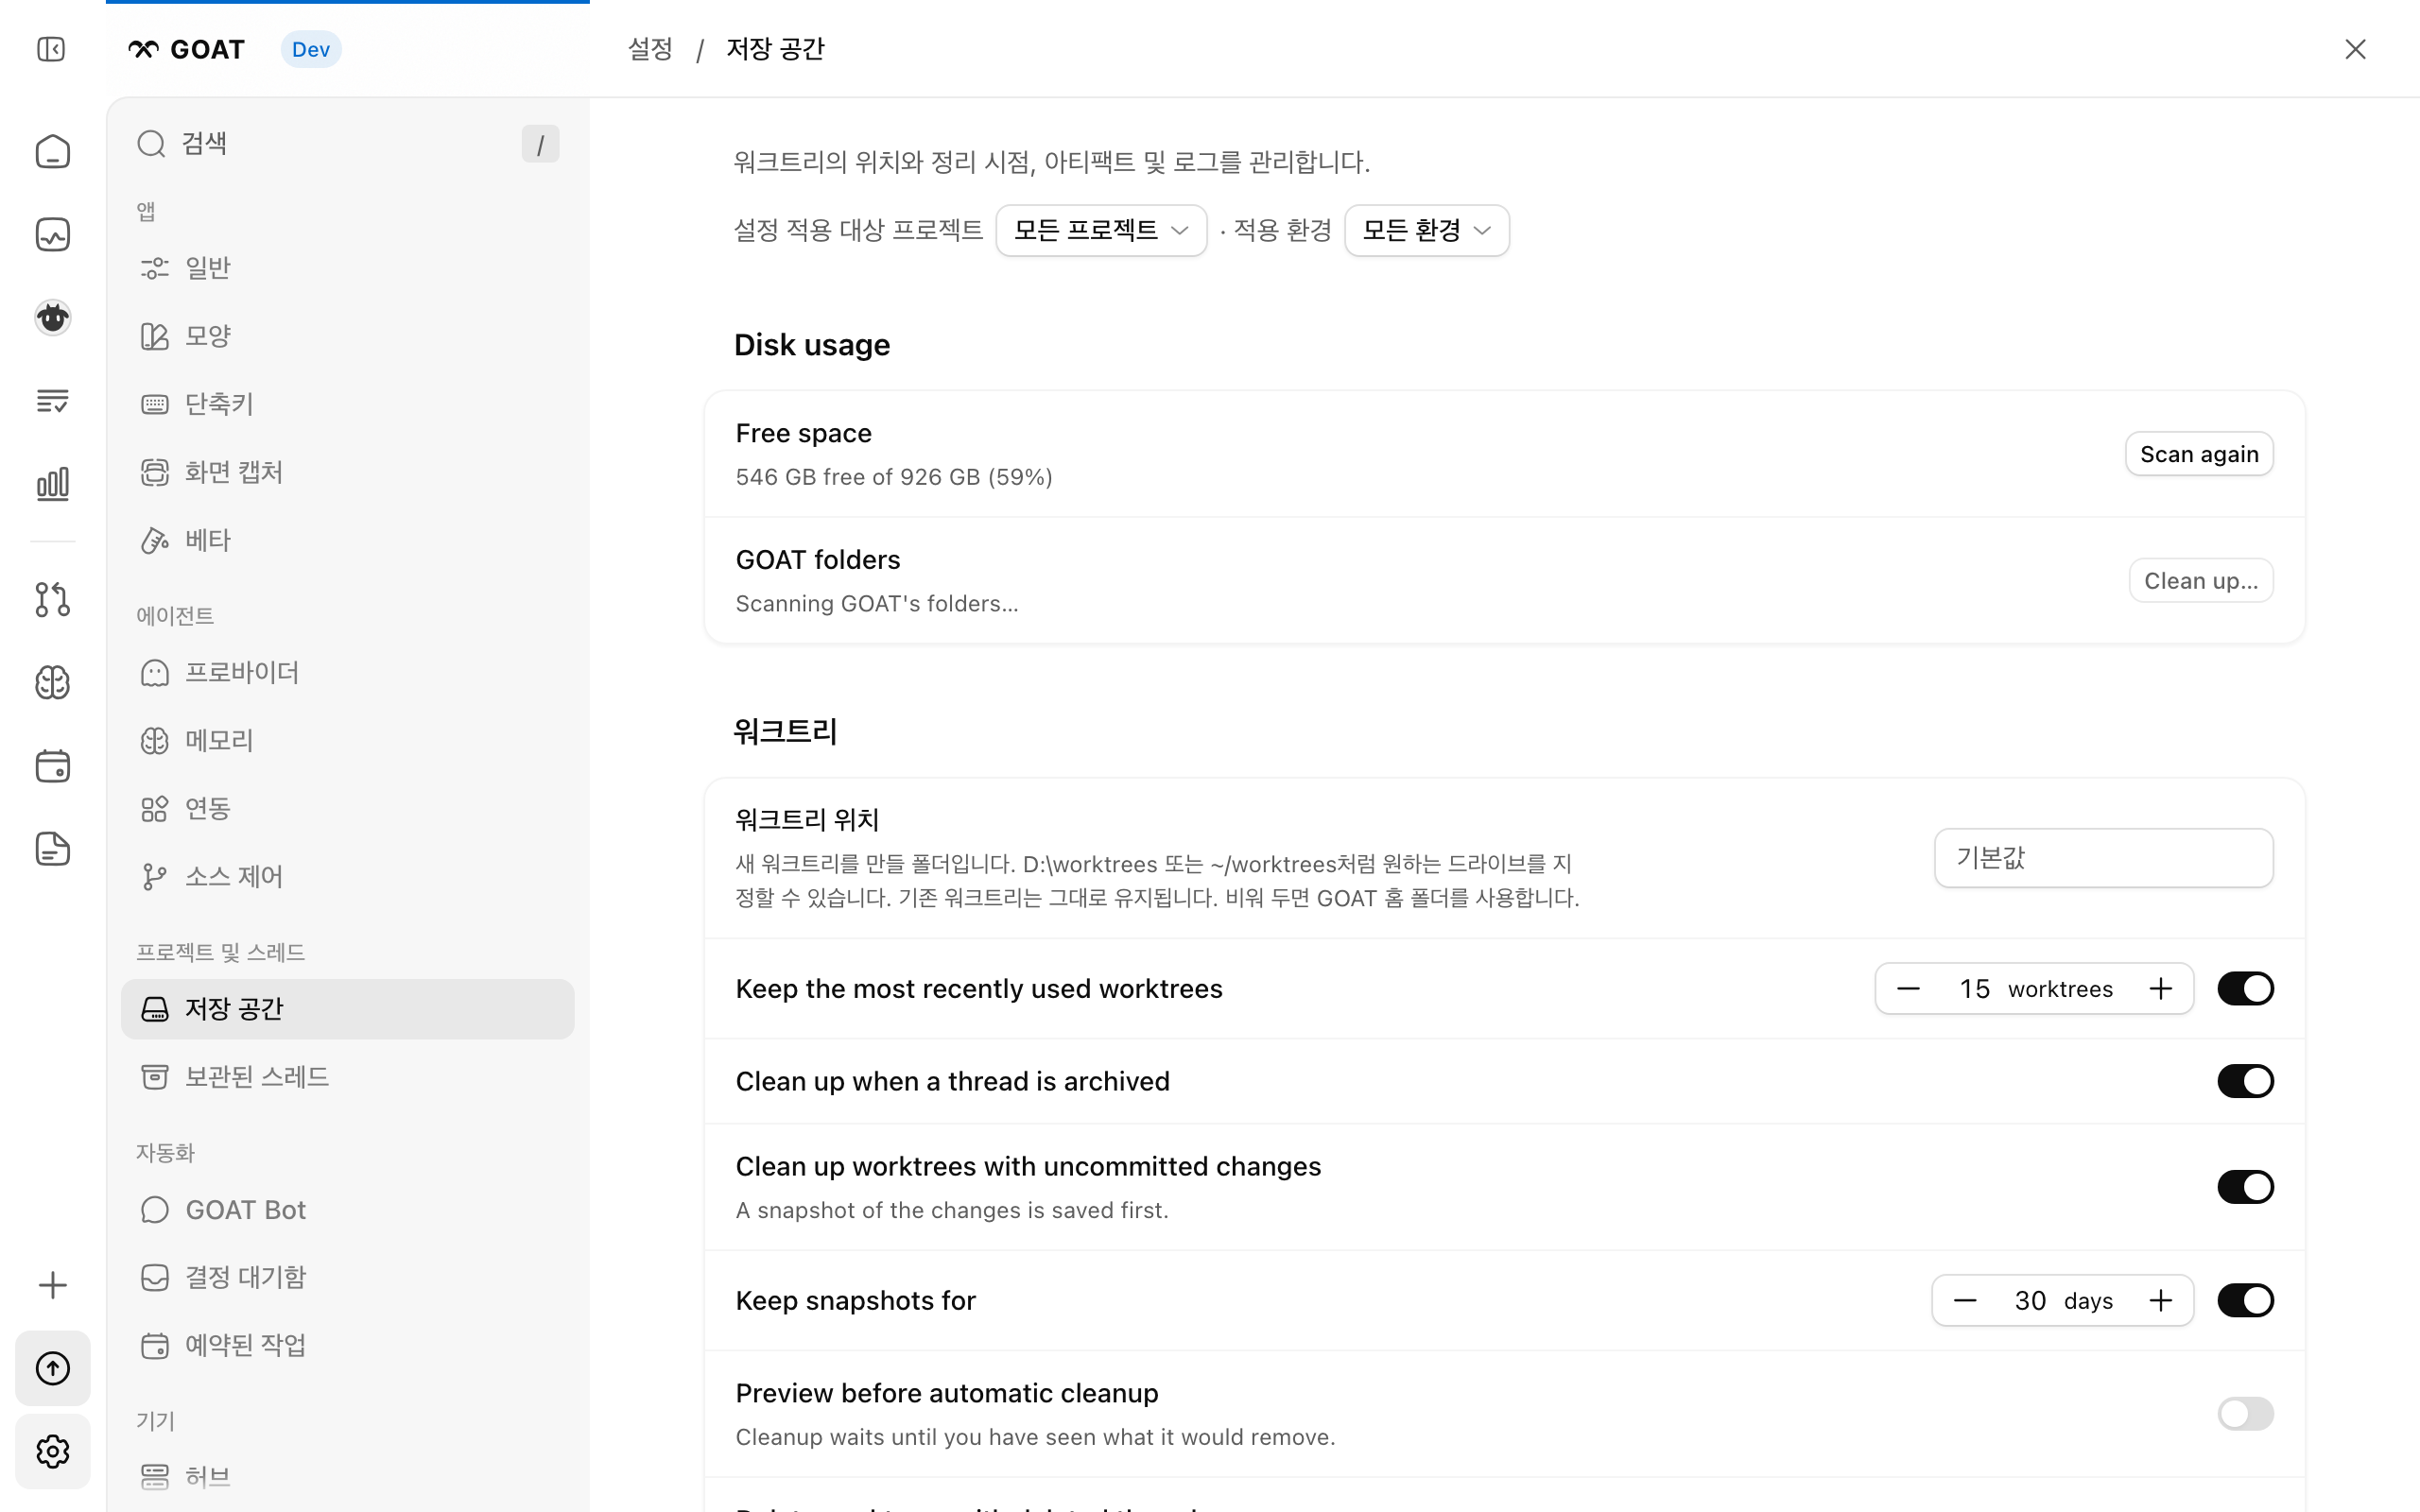 GOAT Dev
설정 / 저장 공간
검색 /
앱
일반
모양
단축키
화면 캡처
베타
에이전트
프로바이더
메모리
연동
소스 제어
프로젝트 및 스레드
저장 공간
보관된 스레드
자동화
GOAT Bot
결정 대기함
예약된 작업
기기
허브
워크트리의 위치와 정리 시점, 아티팩트 및 로그를 관리합니다.
설정 적용 대상 프로젝트 모든 프로젝트 · 적용 환경 모든 환경
Disk usage
Free space
546 GB free of 926 GB (59%)
Scan again
GOAT folders
Scanning GOAT's folders...
Clean up...
워크트리
워크트리 위치
새 워크트리를 만들 폴더입니다. D:\worktrees 또는 ~/worktrees처럼 원하는 드라이브를 지
정할 수 있습니다. 기존 워크트리는 그대로 유지됩니다. 비워 두면 GOAT 홈 폴더를 사용합니다.
기본값
Keep the most recently used worktrees
15 worktrees
Clean up when a thread is archived
Clean up worktrees with uncommitted changes
A snapshot of the changes is saved first.
Keep snapshots for
30 days
Preview before automatic cleanup
Cleanup waits until you have seen what it would remove.